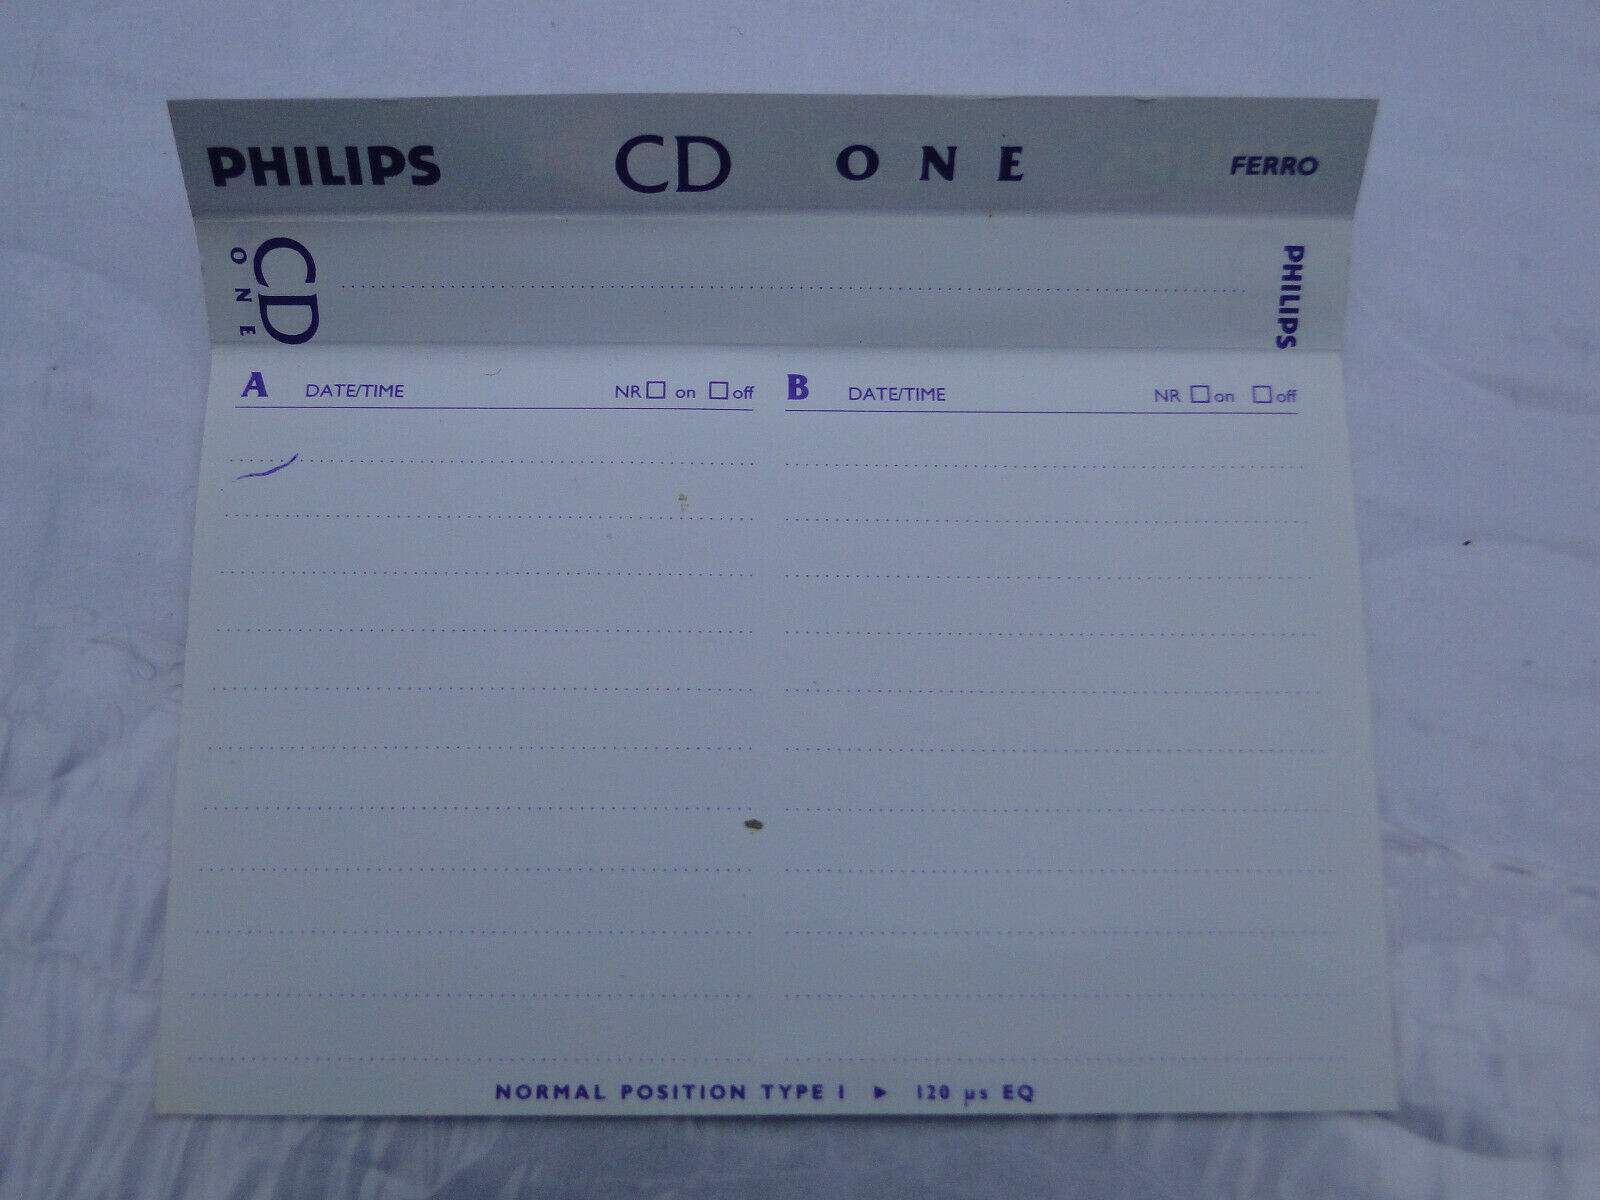 PHILIPS CD ONE FERRO
CD ONE PHILIPS
A DATE/TIME NR on off B DATE/TIME NR on off
NORMAL POSITION TYPE I ► 120 µs EQ